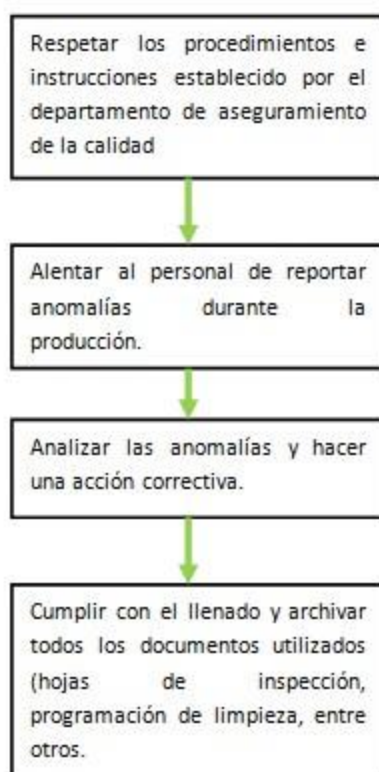 Respetar los procedimientos e
instrucciones establecido por el
departamento de aseguramiento
de la calidad
Alentar al personal de reportar
anomalías durante la
producción.
Analizar las anomalías y hacer
una acción correctiva.
Cumplir con el llenado y archivar
todos los documentos utilizados
(hojas de inspección,
programación de limpieza, entre
otros.